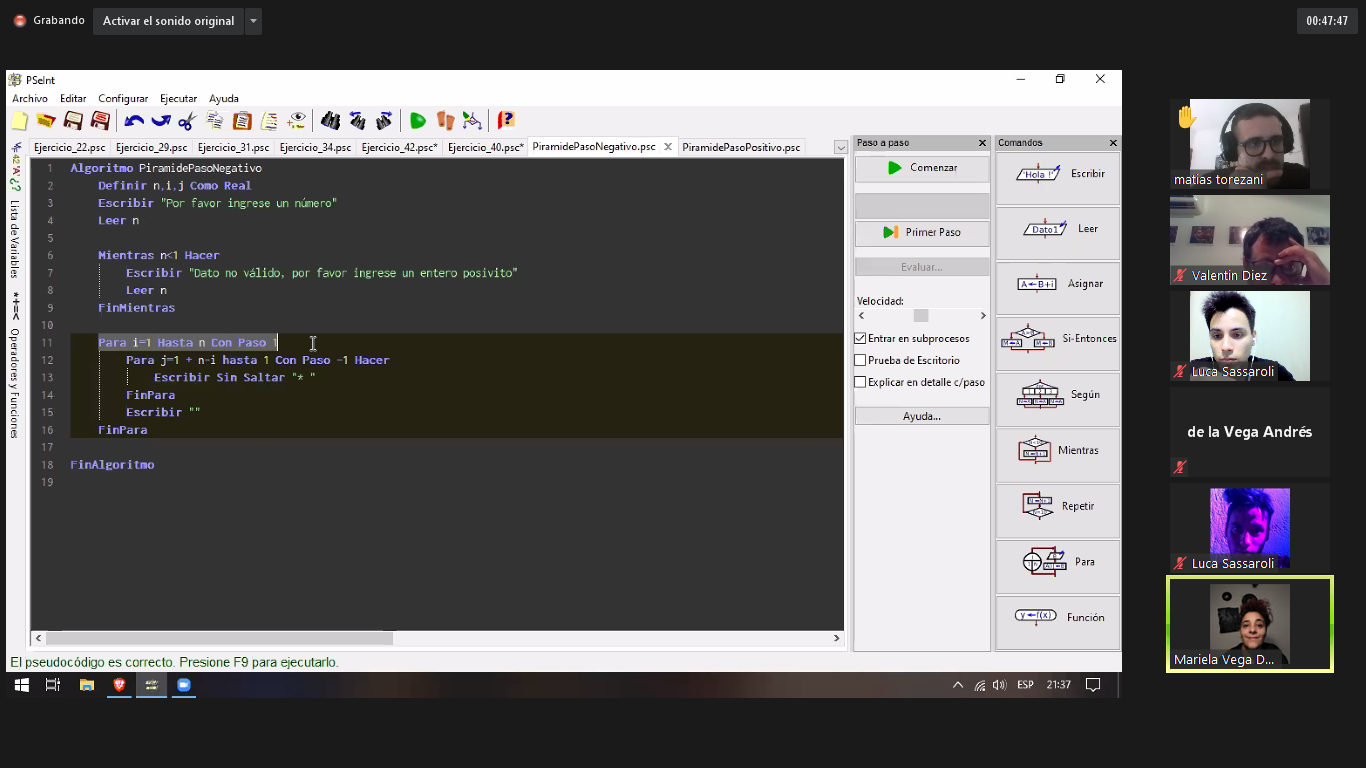 Grabando
Activar el sonido original
00:47:47
PSeInt
Archivo Editar Configurar Ejecutar Ayuda
Ejercicio_22.psc Ejercicio_29.psc Ejercicio_31.psc Ejercicio_34.psc Ejercicio_42.psc* Ejercicio_40.psc* PiramidePasoNegativo.psc PiramidePasoPositivo.psc
Lista de Variables
Operadores y Funciones
1 Algoritmo PiramidePasoNegativo
2 Definir n,i,j Como Real
3 Escribir "Por favor ingrese un número"
4 Leer n
5
6 Mientras n<1 Hacer
7 Escribir "Dato no válido, por favor ingrese un entero posivito"
8 Leer n
9 FinMientras
10
11 Para i=1 Hasta n Con Paso 1
12 Para j=1 + n-i hasta 1 Con Paso -1 Hacer
13 Escribir Sin Saltar "* "
14 FinPara
15 Escribir ""
16 FinPara
17
18 FinAlgoritmo
19
El pseudocódigo es correcto. Presione F9 para ejecutarlo.
Paso a paso
Comenzar
Primer Paso
Evaluar...
Velocidad:
Entrar en subprocesos
Prueba de Escritorio
Explicar en detalle c/paso
Ayuda...
Comandos
'Hola !' Escribir
Dato1 Leer
A←B+i Asignar
Si-Entonces
Según
Mientras
Repetir
Para
y←f(x) Función
matias torezani
Valentin Diez
Luca Sassaroli
de la Vega Andrés
Luca Sassaroli
Mariela Vega D...
ESP 21:37